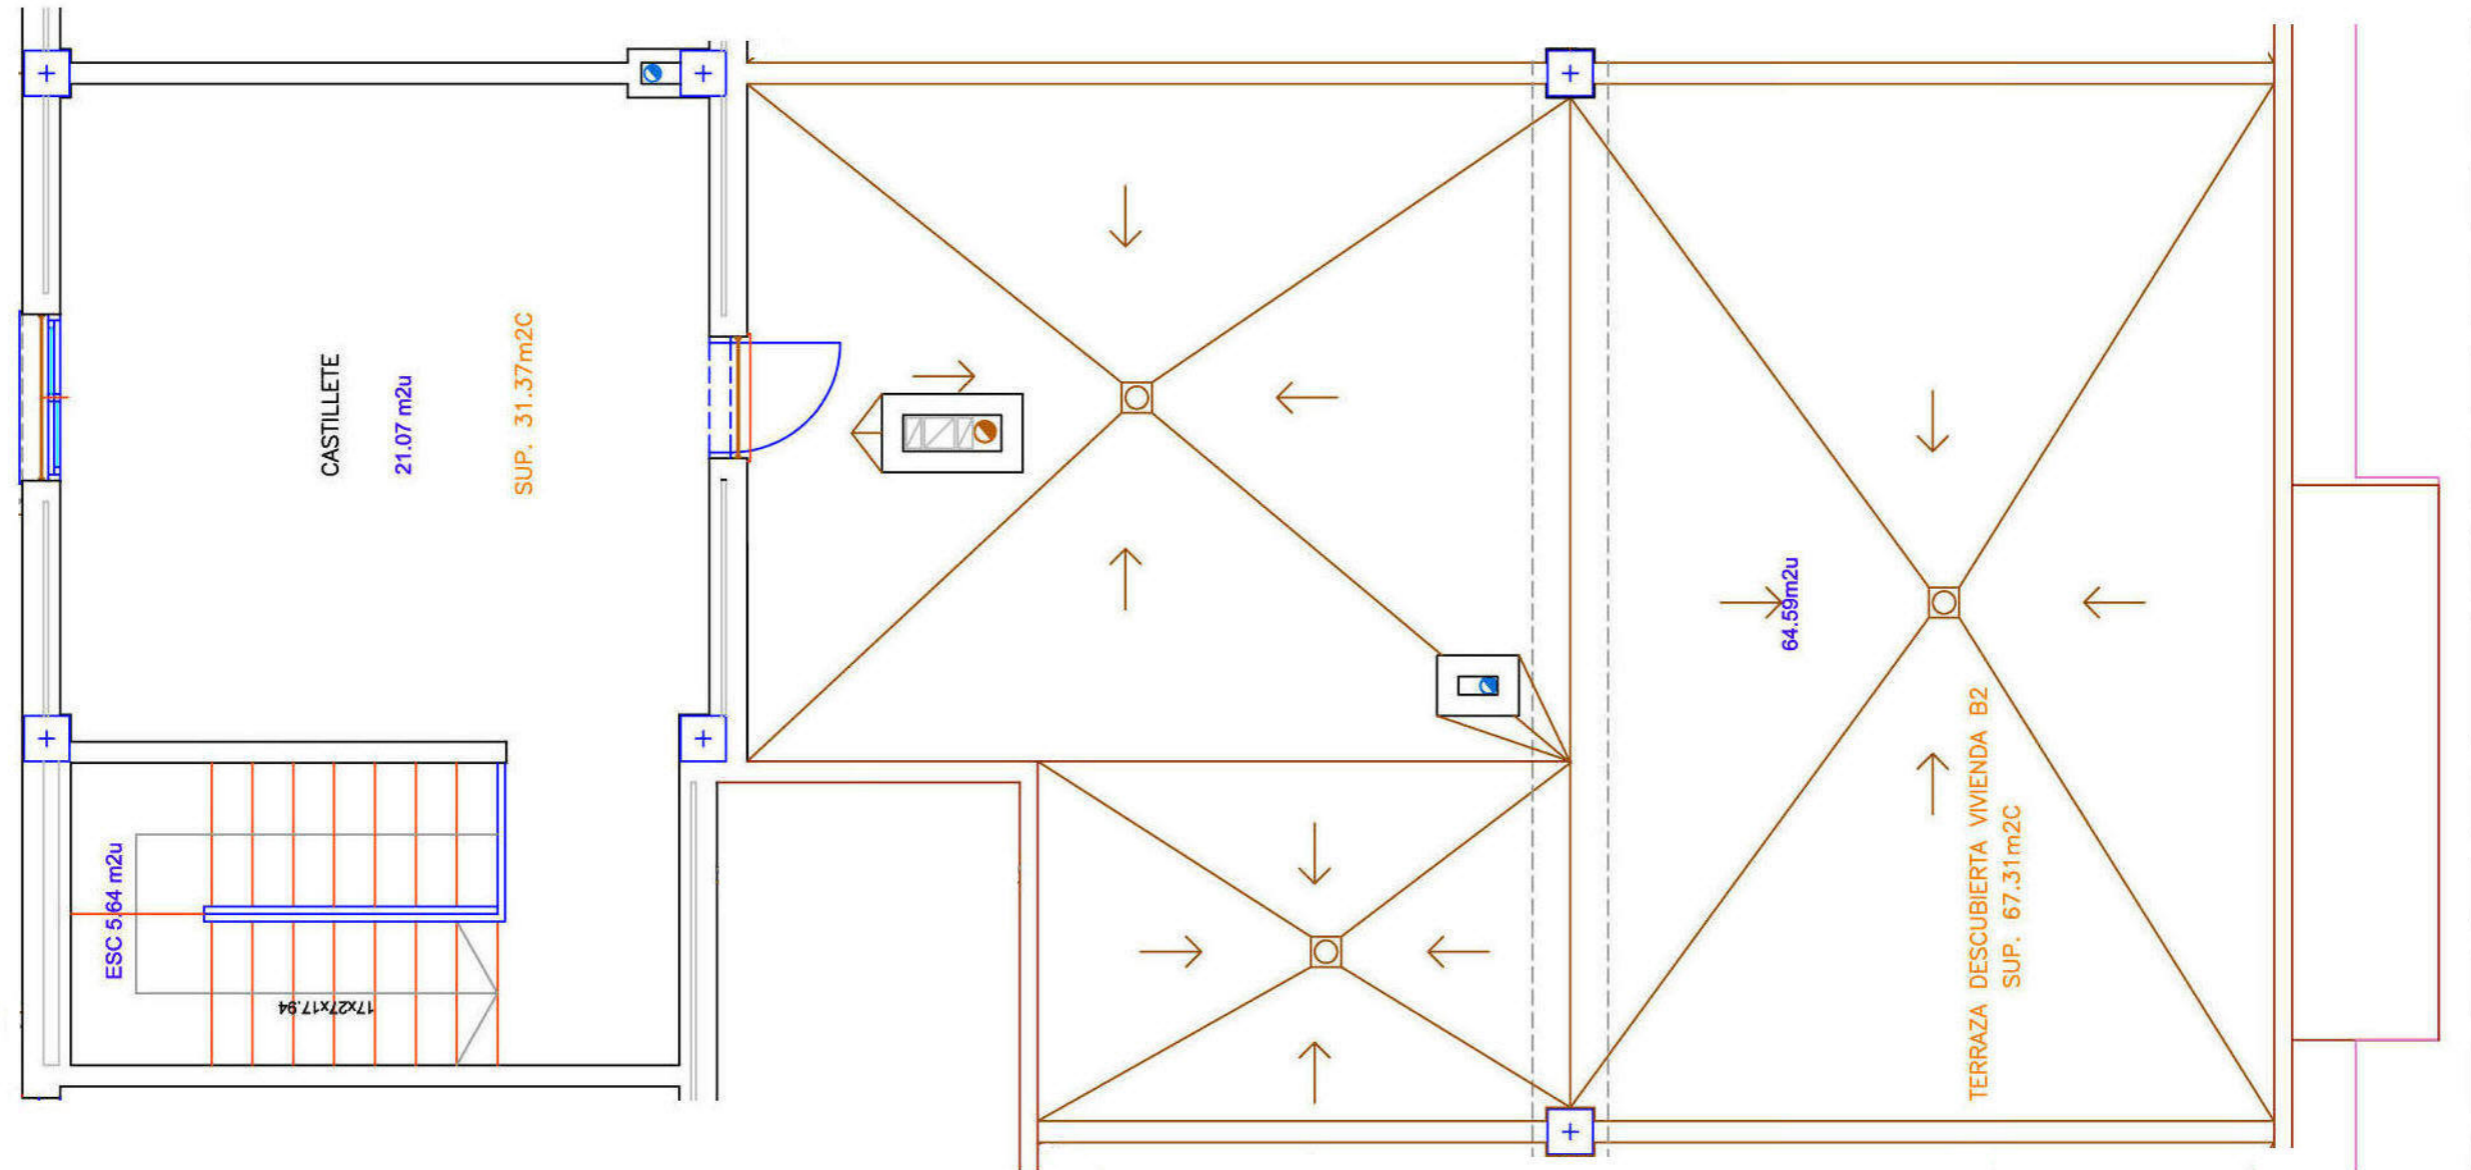 CASTILLETE
21.07 m2u
SUP. 31.37m2C
ESC 5.64 m2u
17x27x17.94
64.59m2u
TERRAZA DESCUBIERTA VIVIENDA B2
SUP. 67.31m2C